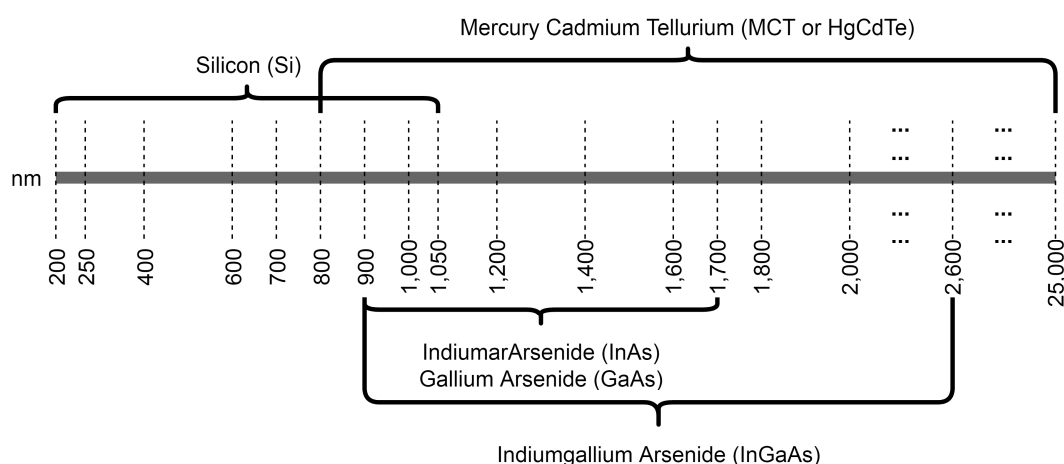 Mercury Cadmium Tellurium (MCT or HgCdTe)
Silicon (Si)
... ...
... ...
nm
... ...
... ...
200 250 400 600 700 800 900 1,000 1,050 1,200 1,400 1,600 1,700 1,800 2,000 2,600 25,000
IndiumarArsenide (InAs)
Gallium Arsenide (GaAs)
Indiumgallium Arsenide (InGaAs)